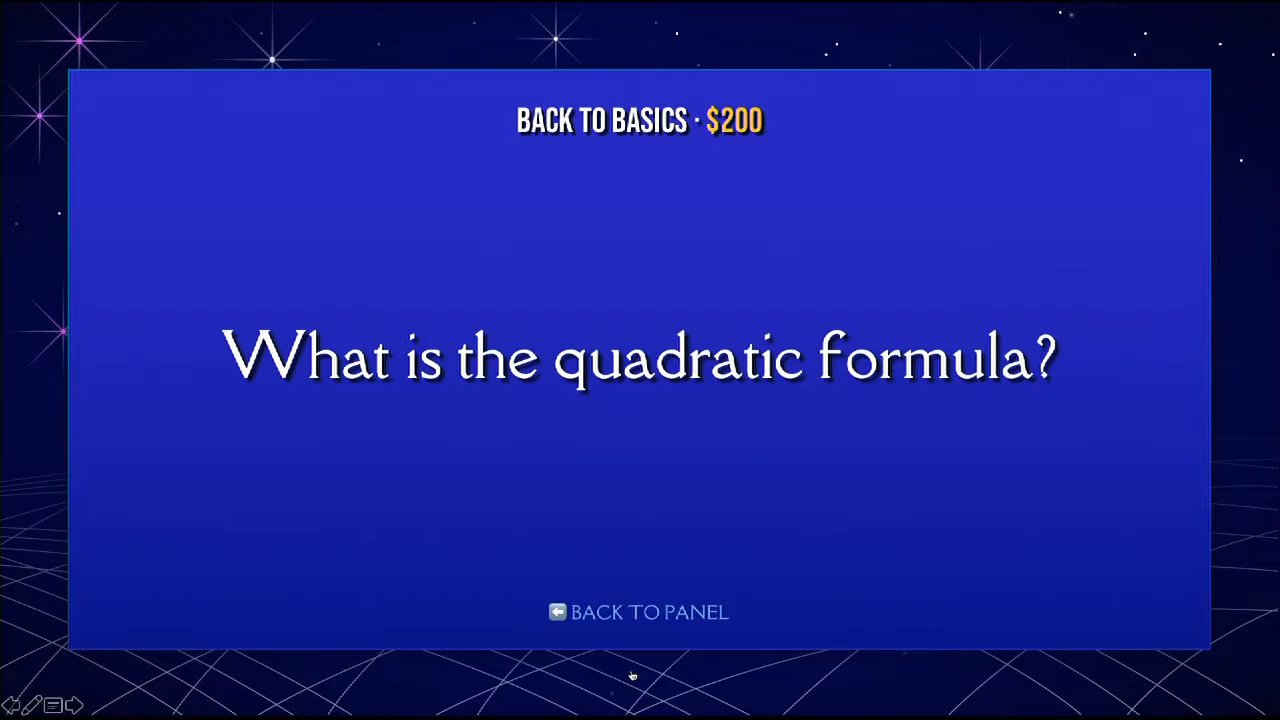 BACK TO BASICS · $200
What is the quadratic formula?
⬅ BACK TO PANEL